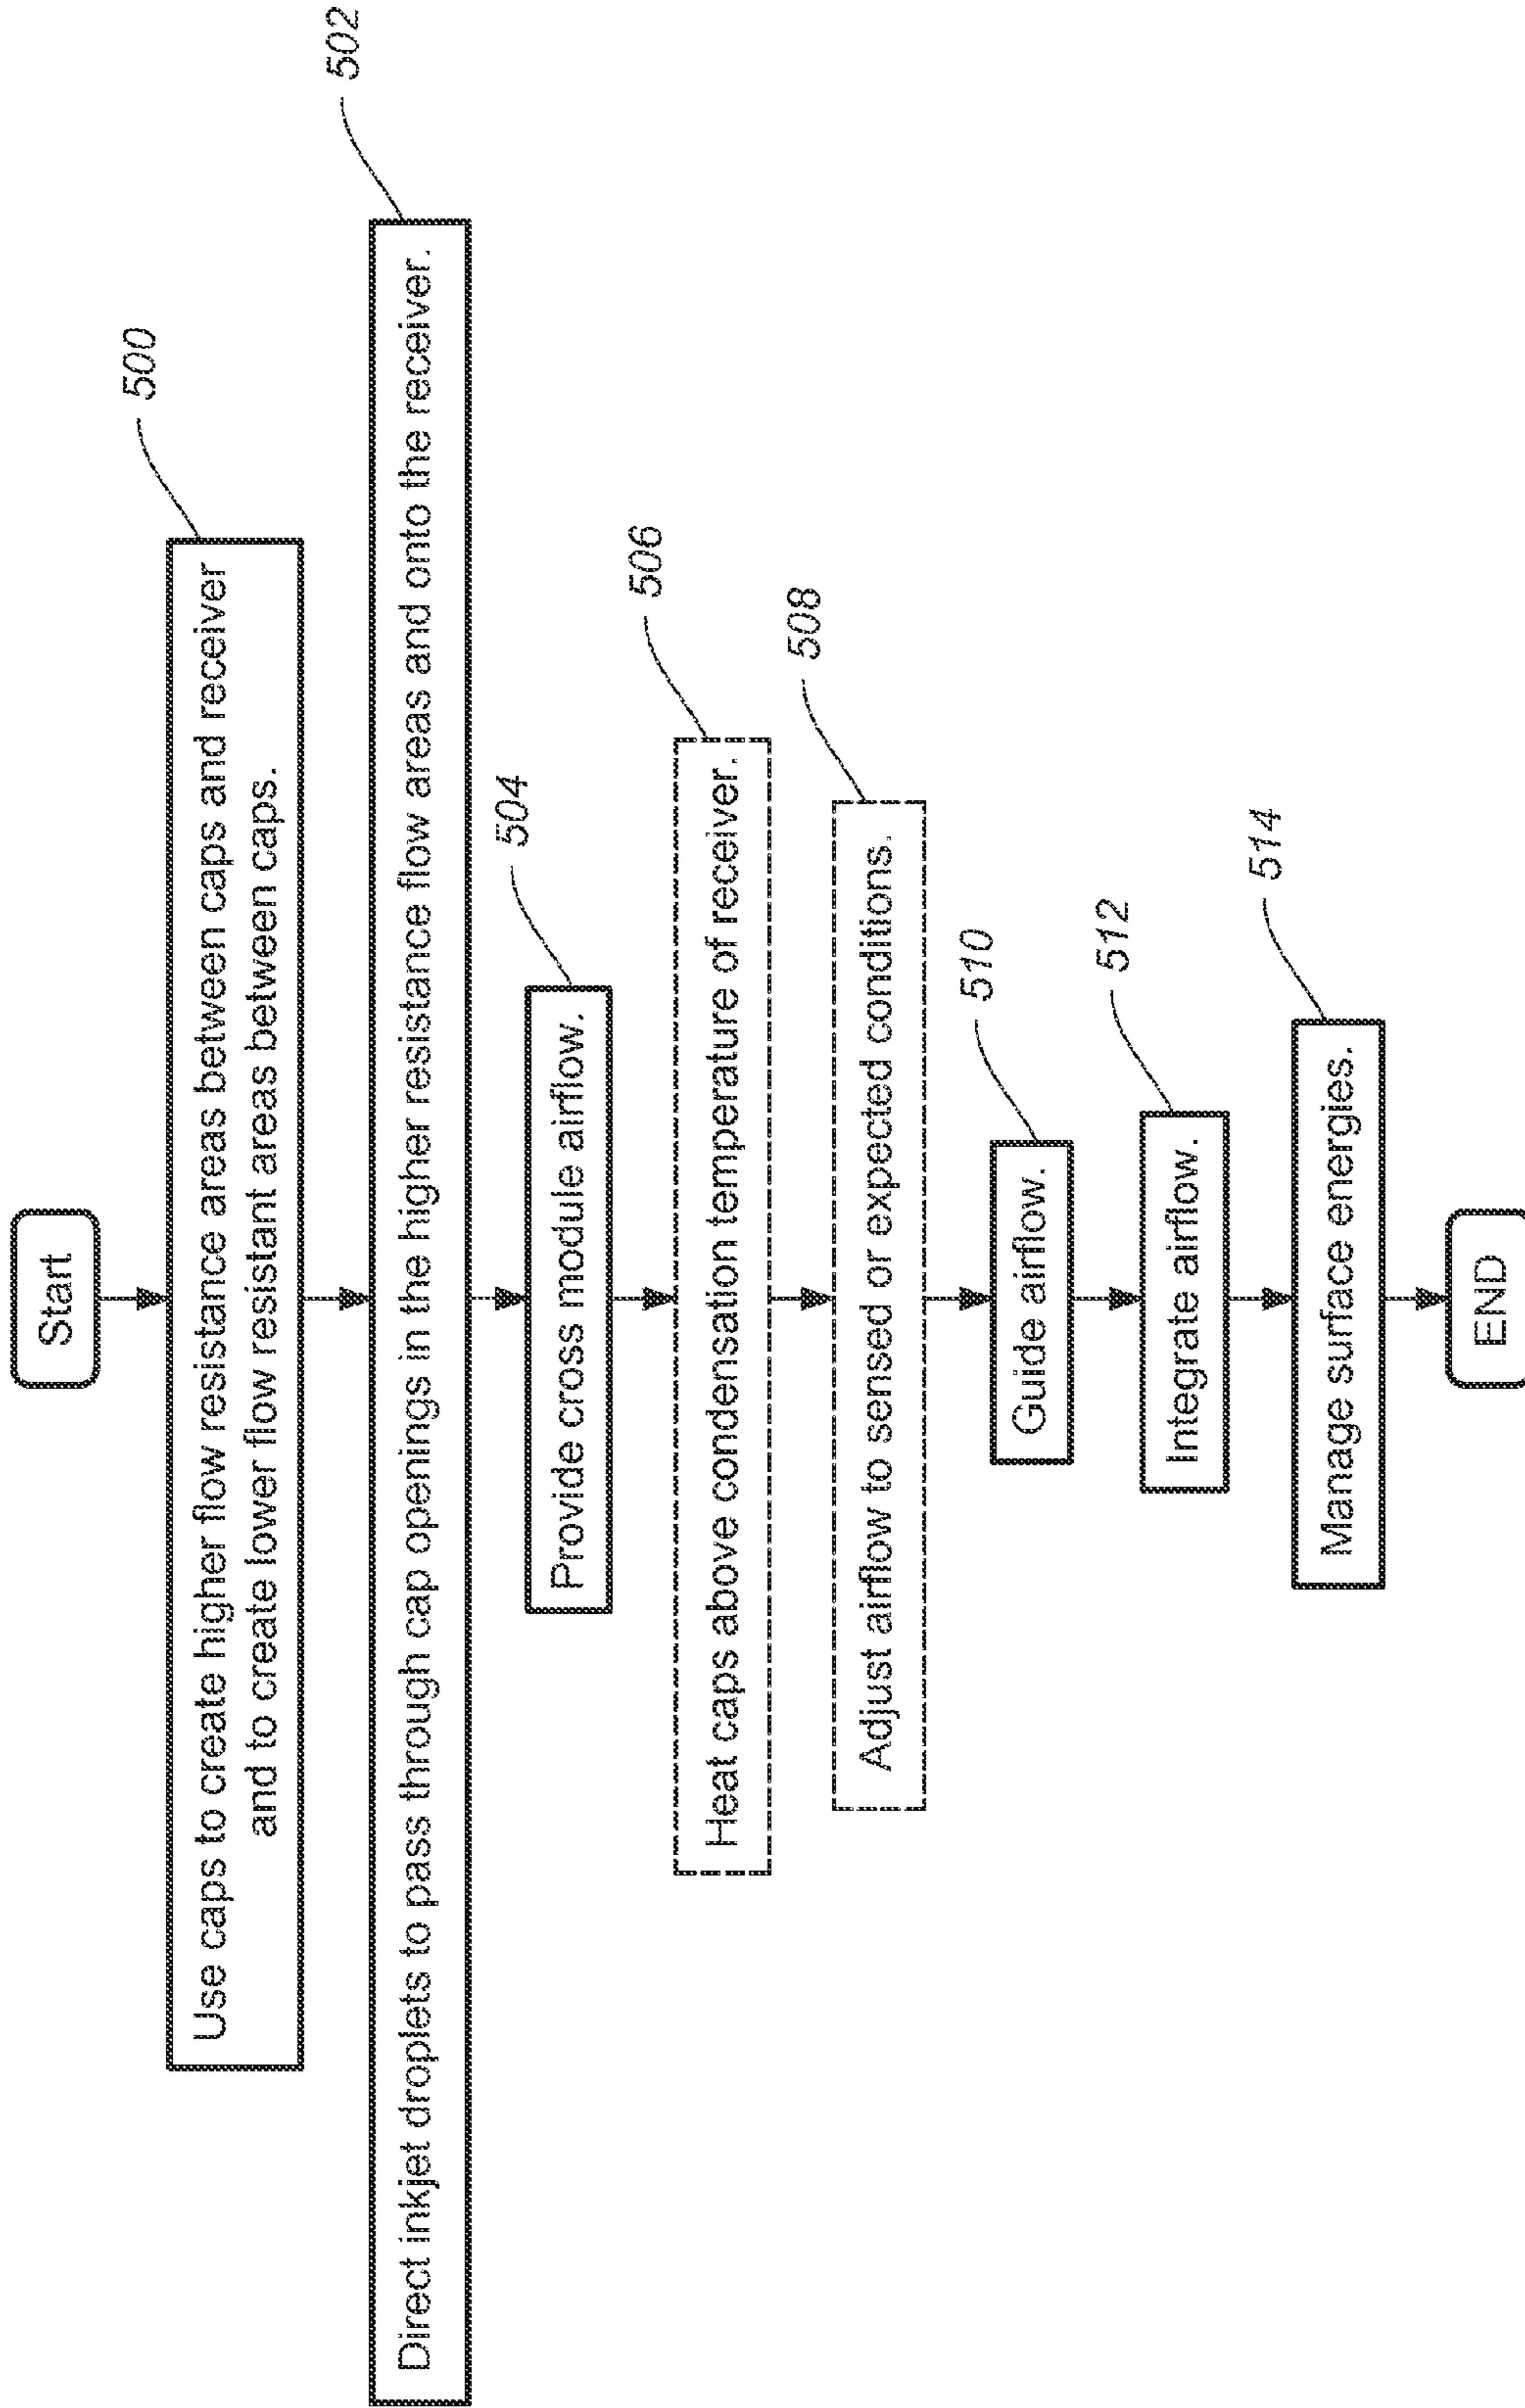 Start
500
Use caps to create higher flow resistance areas between caps and receiver
and to create lower flow resistant areas between caps.
502
Direct inkjet droplets to pass through cap openings in the higher resistance flow areas and onto the receiver.
504
Provide cross module airflow.
506
Heat caps above condensation temperature of receiver.
508
Adjust airflow to sensed or expected conditions.
510
Guide airflow.
512
Integrate airflow.
514
Manage surface energies.
END